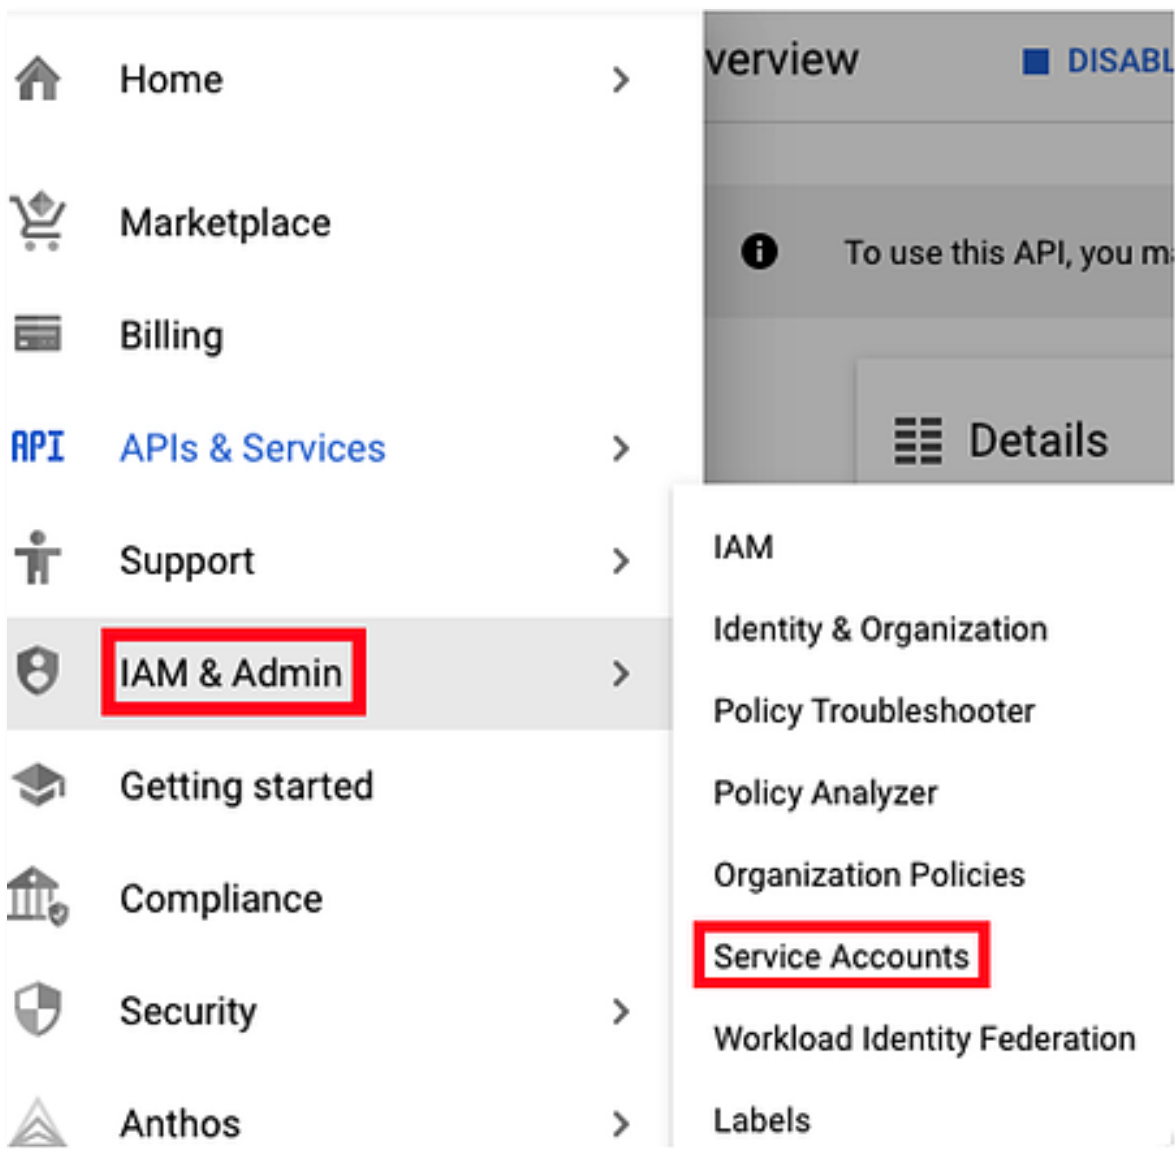 Home
Marketplace
Billing
API APIs & Services
Support
IAM & Admin
Getting started
Compliance
Security
Anthos
verview
DISABL
To use this API, you m
Details
IAM
Identity & Organization
Policy Troubleshooter
Policy Analyzer
Organization Policies
Service Accounts
Workload Identity Federation
Labels